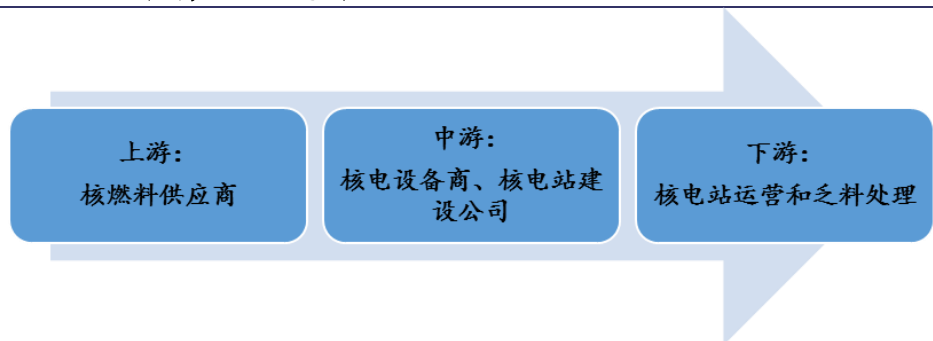 上游：
核燃料供应商
中游：
核电设备商、核电站建
设公司
下游：
核电站运营和乏料处理